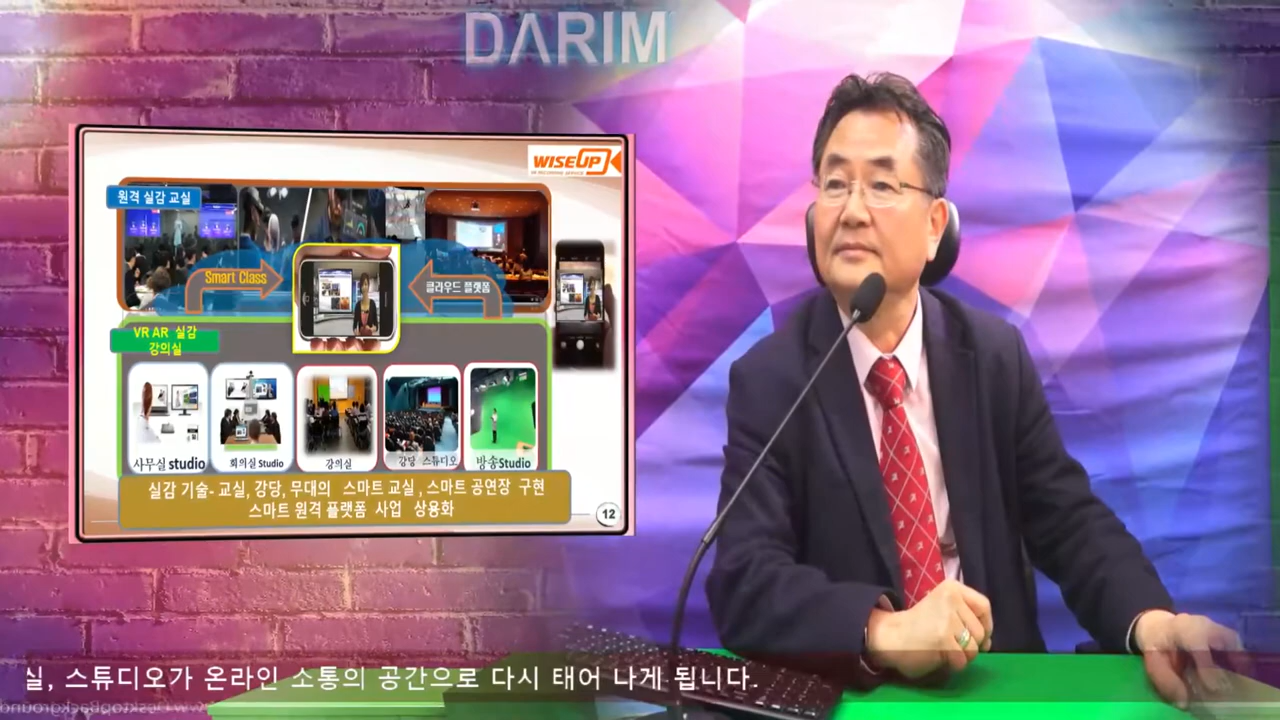 DARIM
WISEUP
원격 실감 교실
Smart Class
클라우드 플랫폼
VR AR 실감
강의실
사무실 studio
회의실 Studio
강의실
강당 스튜디오
방송Studio
실감 기술- 교실, 강당, 무대의 스마트 교실 , 스마트 공연장 구현
스마트 원격 플랫폼 사업 상용화
12
실, 스튜디오가 온라인 소통의 공간으로 다시 태어 나게 됩니다.